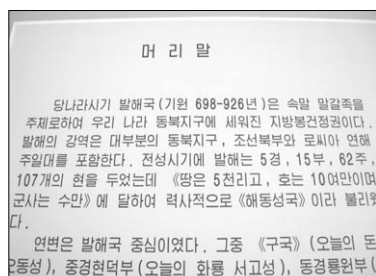 머 리 말
당나라시기 발해국(기원 698-926년)은 속말 말갈족을
주체로하여 우리 나라 동북지구에 세워진 지방봉건정권이다.
발해의 강역은 대부분의 동북지구, 조선북부와 로씨아 연해
주일대를 포함한다. 전성시기에 발해는 5경, 15부, 62주,
107개의 현을 두었는데 《땅은 5천리고, 호는 10여만이며
군사는 수만》에 달하여 력사적으로 《해동성국》이라 불리웠
다.
연변은 발해국 중심이였다. 그중 《구국》(오늘의 돈
오동성), 중경현덕부(오늘의 화룡 서고성), 동경룡원부(